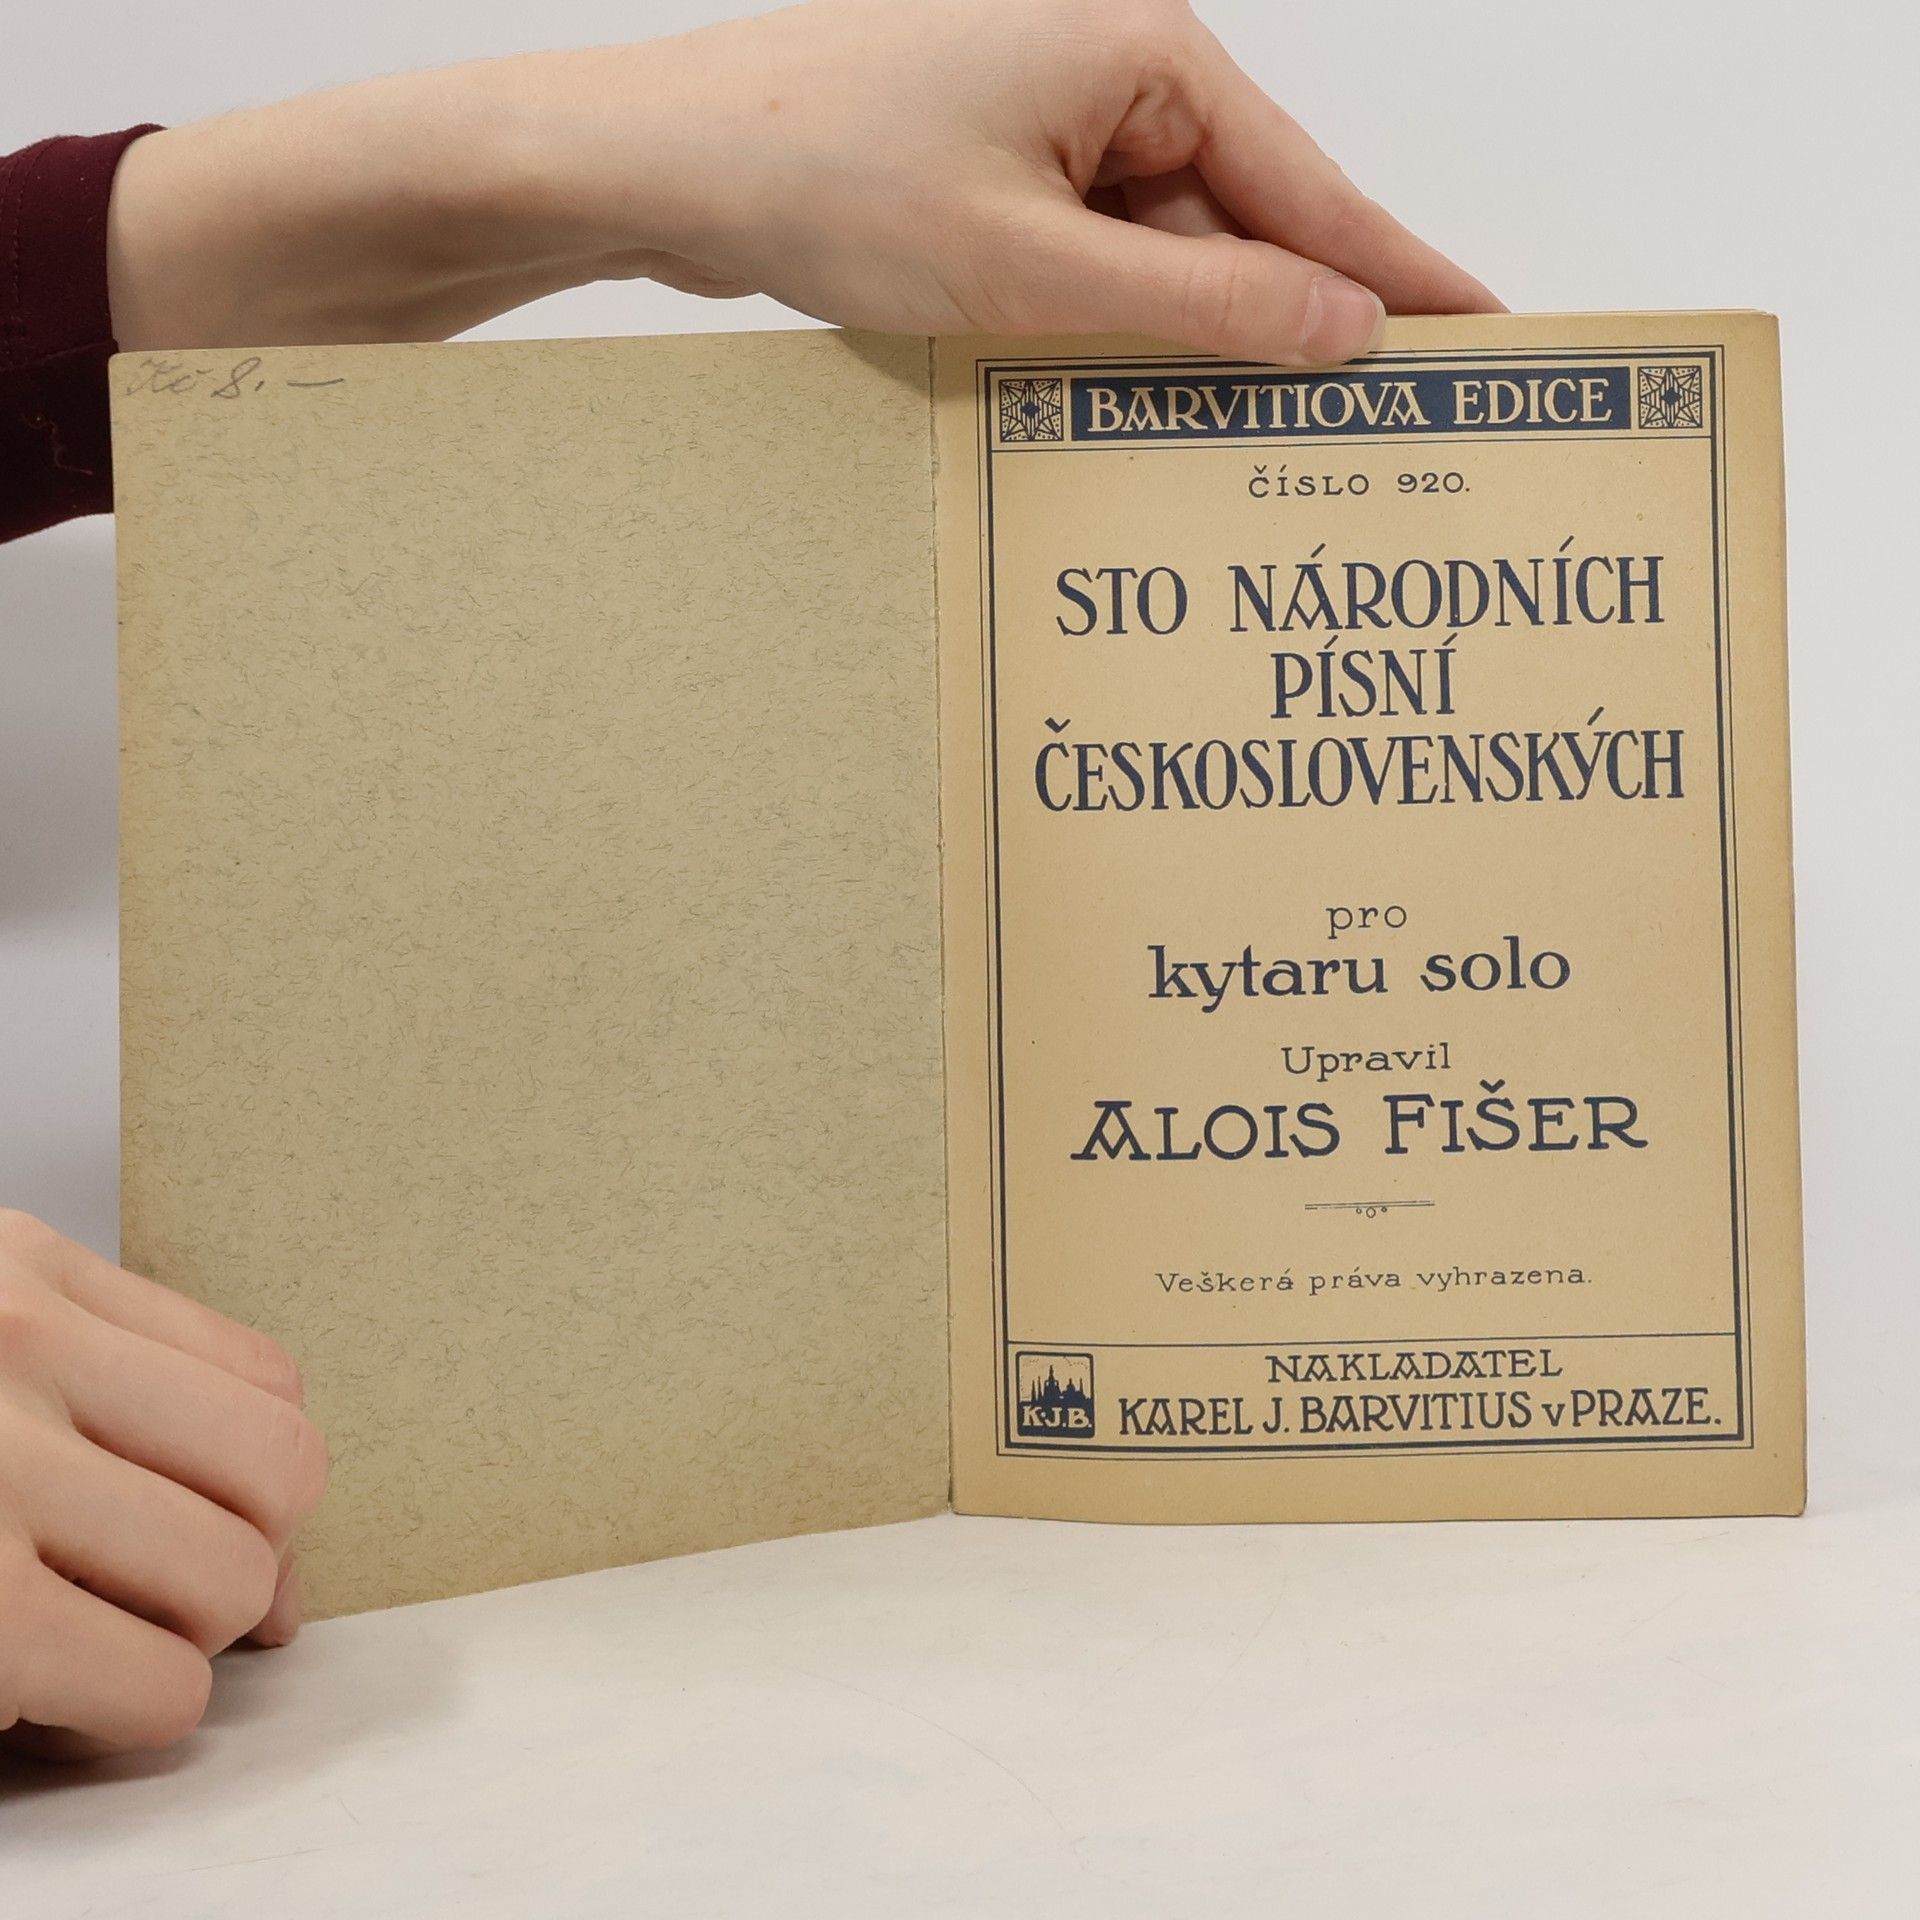 Kč 8.—
BARVITIOVA EDICE
ČÍSLO 920.
STO NÁRODNÍCH
PÍSNÍ
ČESKOSLOVENSKÝCH
pro
kytaru solo
Upravil
ALOIS FIŠER
Veškerá práva vyhrazena.
NAKLADATEL
K.J.B. KAREL J. BARVITIUS v PRAZE.